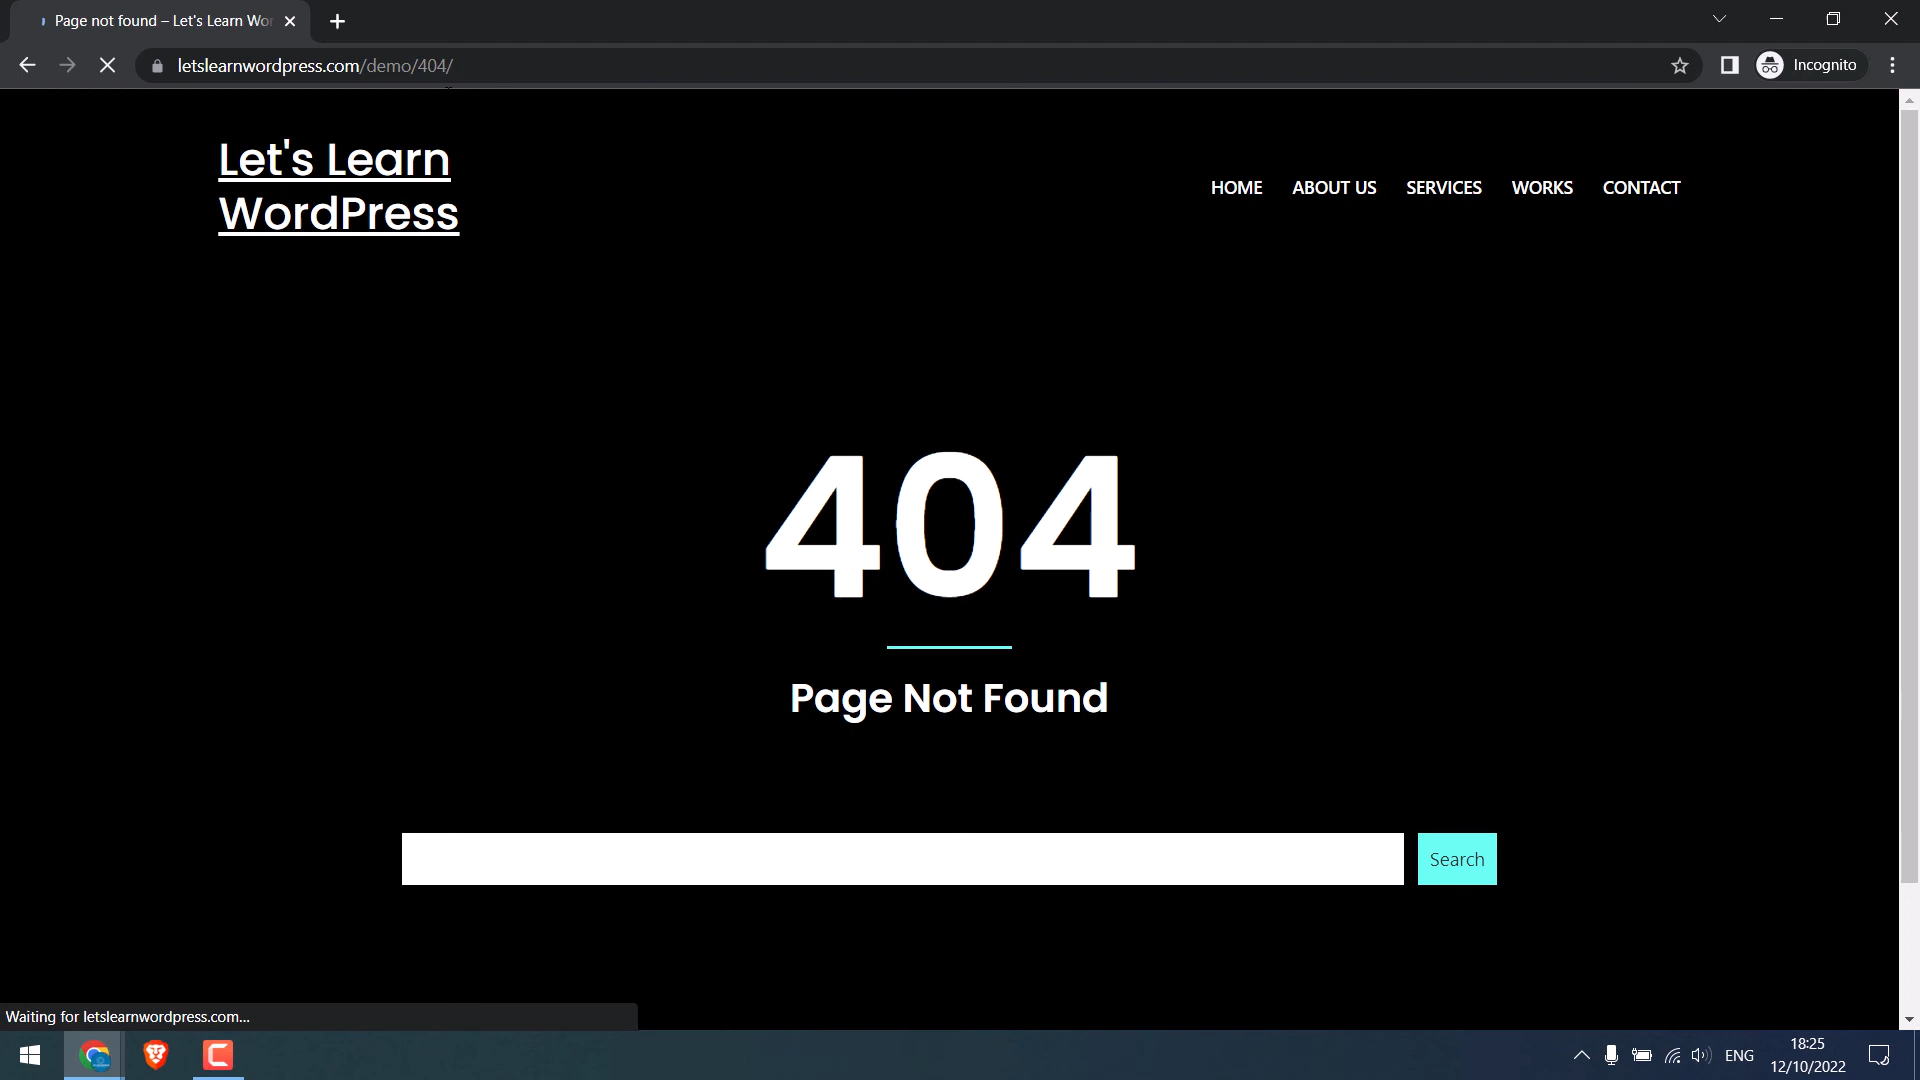 Page not found – Let's Learn Wor
letslearnwordpress.com/demo/404/
Incognito
Let's Learn
WordPress
HOME ABOUT US SERVICES WORKS CONTACT
404
Page Not Found
Search
Waiting for letslearnwordpress.com...
ENG
18:25
12/10/2022